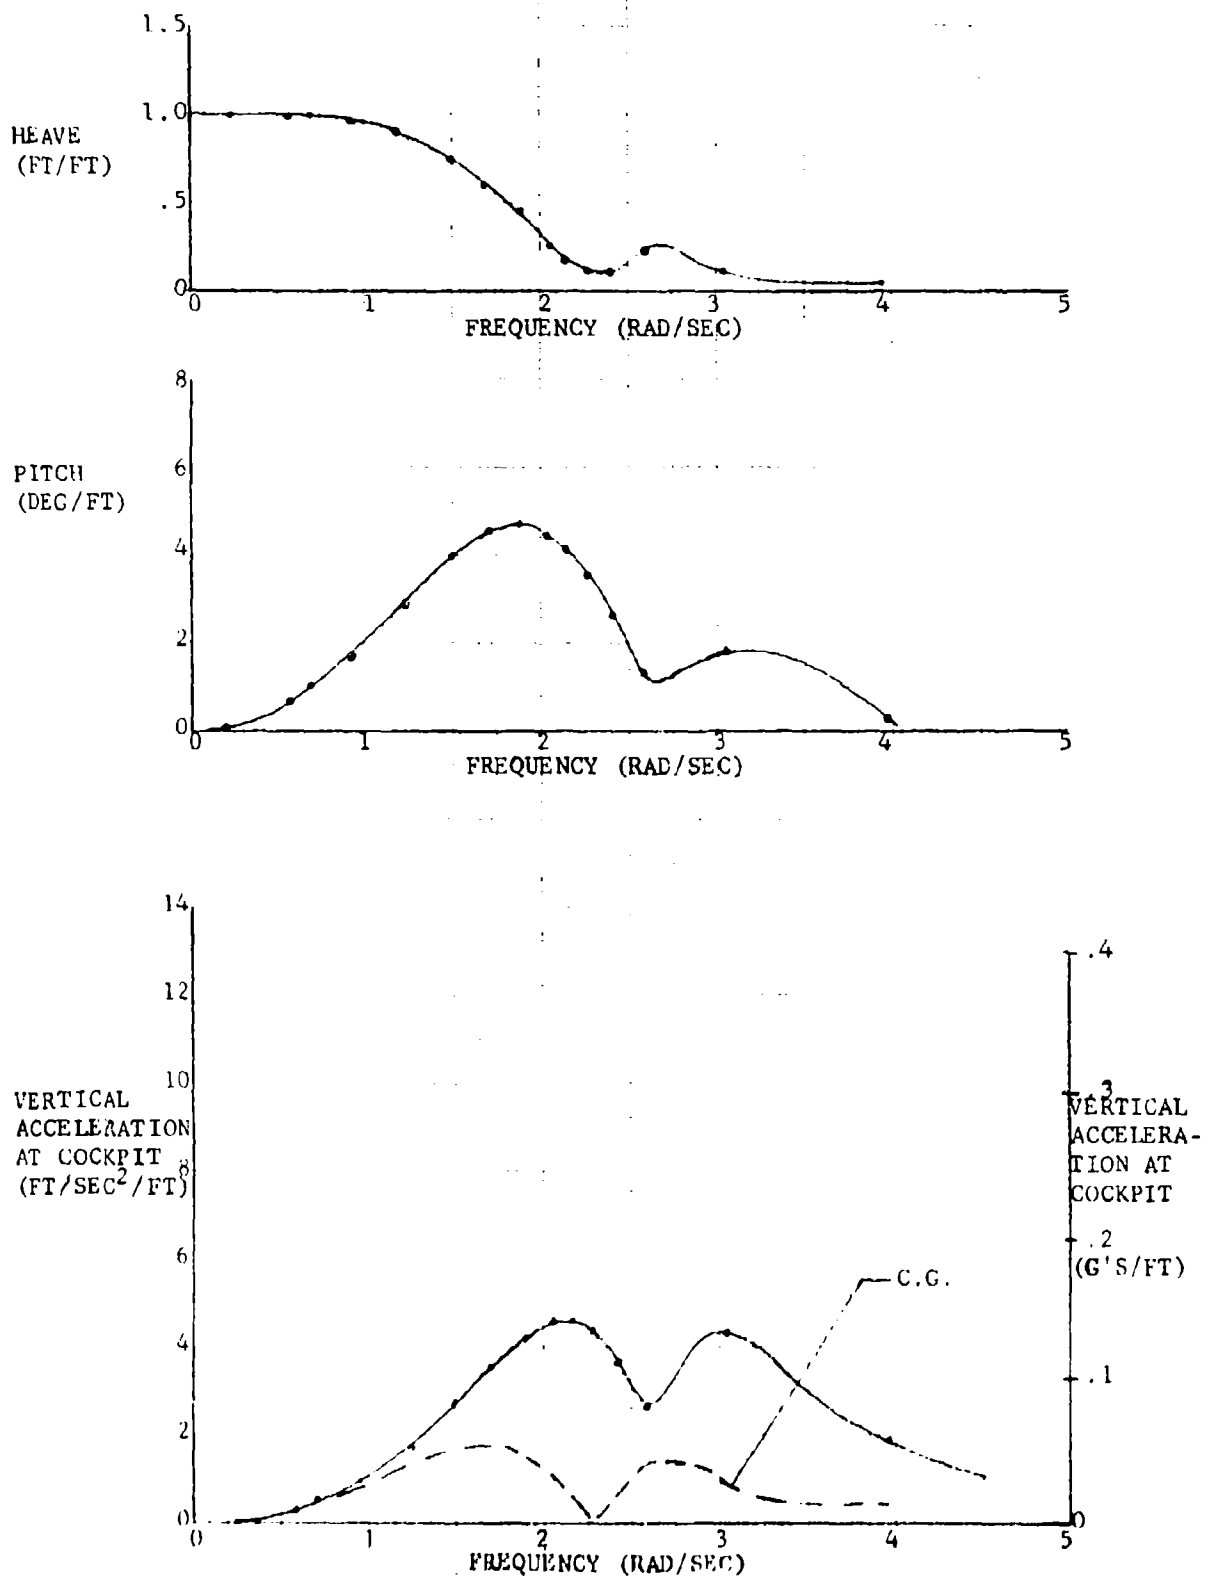 1.5
1.0
HEAVE
(FT/FT)
.5
0
0 1 2 3 4 5
FREQUENCY (RAD/SEC)
8
PITCH
(DEG/FT)
6
4
2
0
0 1 2 3 4 5
FREQUENCY (RAD/SEC)
14
12
10
VERTICAL
ACCELERATION
AT COCKPIT
8
(FT/SEC²/FT)
6
4
2
0
.4
.3
VERTICAL
ACCELERA-
TION AT
COCKPIT
.2
(G'S/FT)
C.G.
.1
0
0 1 2 3 4 5
FREQUENCY (RAD/SEC)